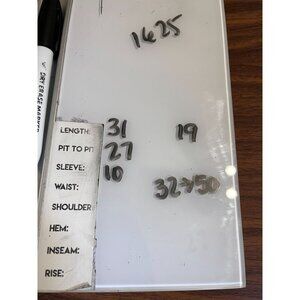 1625
DRY ERASE MARKER
LENGTH: 31 19
PIT TO PIT 27
SLEEVE: 10
WAIST: 32→50
SHOULDER
HEM:
INSEAM:
RISE: